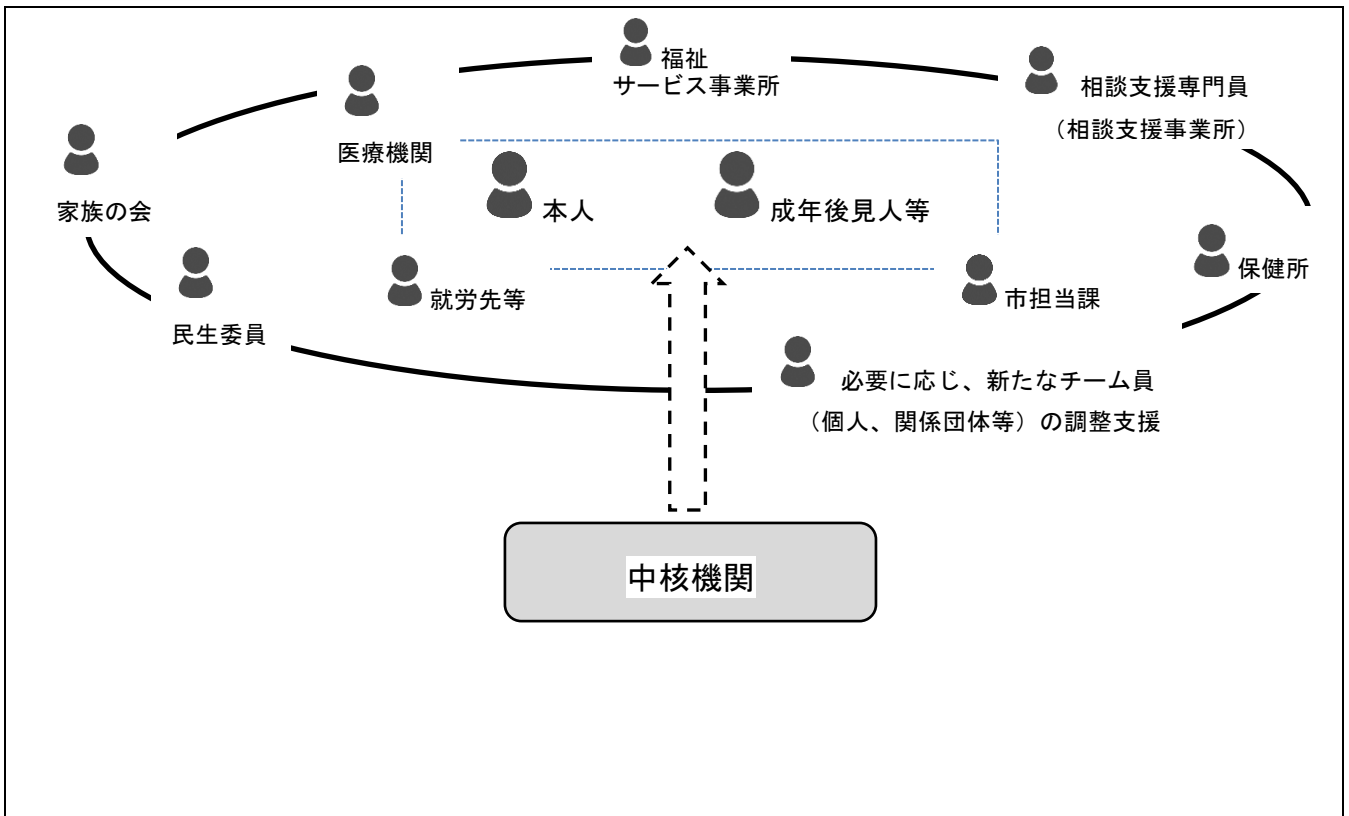 福祉
サービス事業所
相談支援専門員
（相談支援事業所）
医療機関
家族の会
本人
成年後見人等
保健所
就労先等
市担当課
民生委員
必要に応じ、新たなチーム員
（個人、関係団体等）の調整支援
中核機関